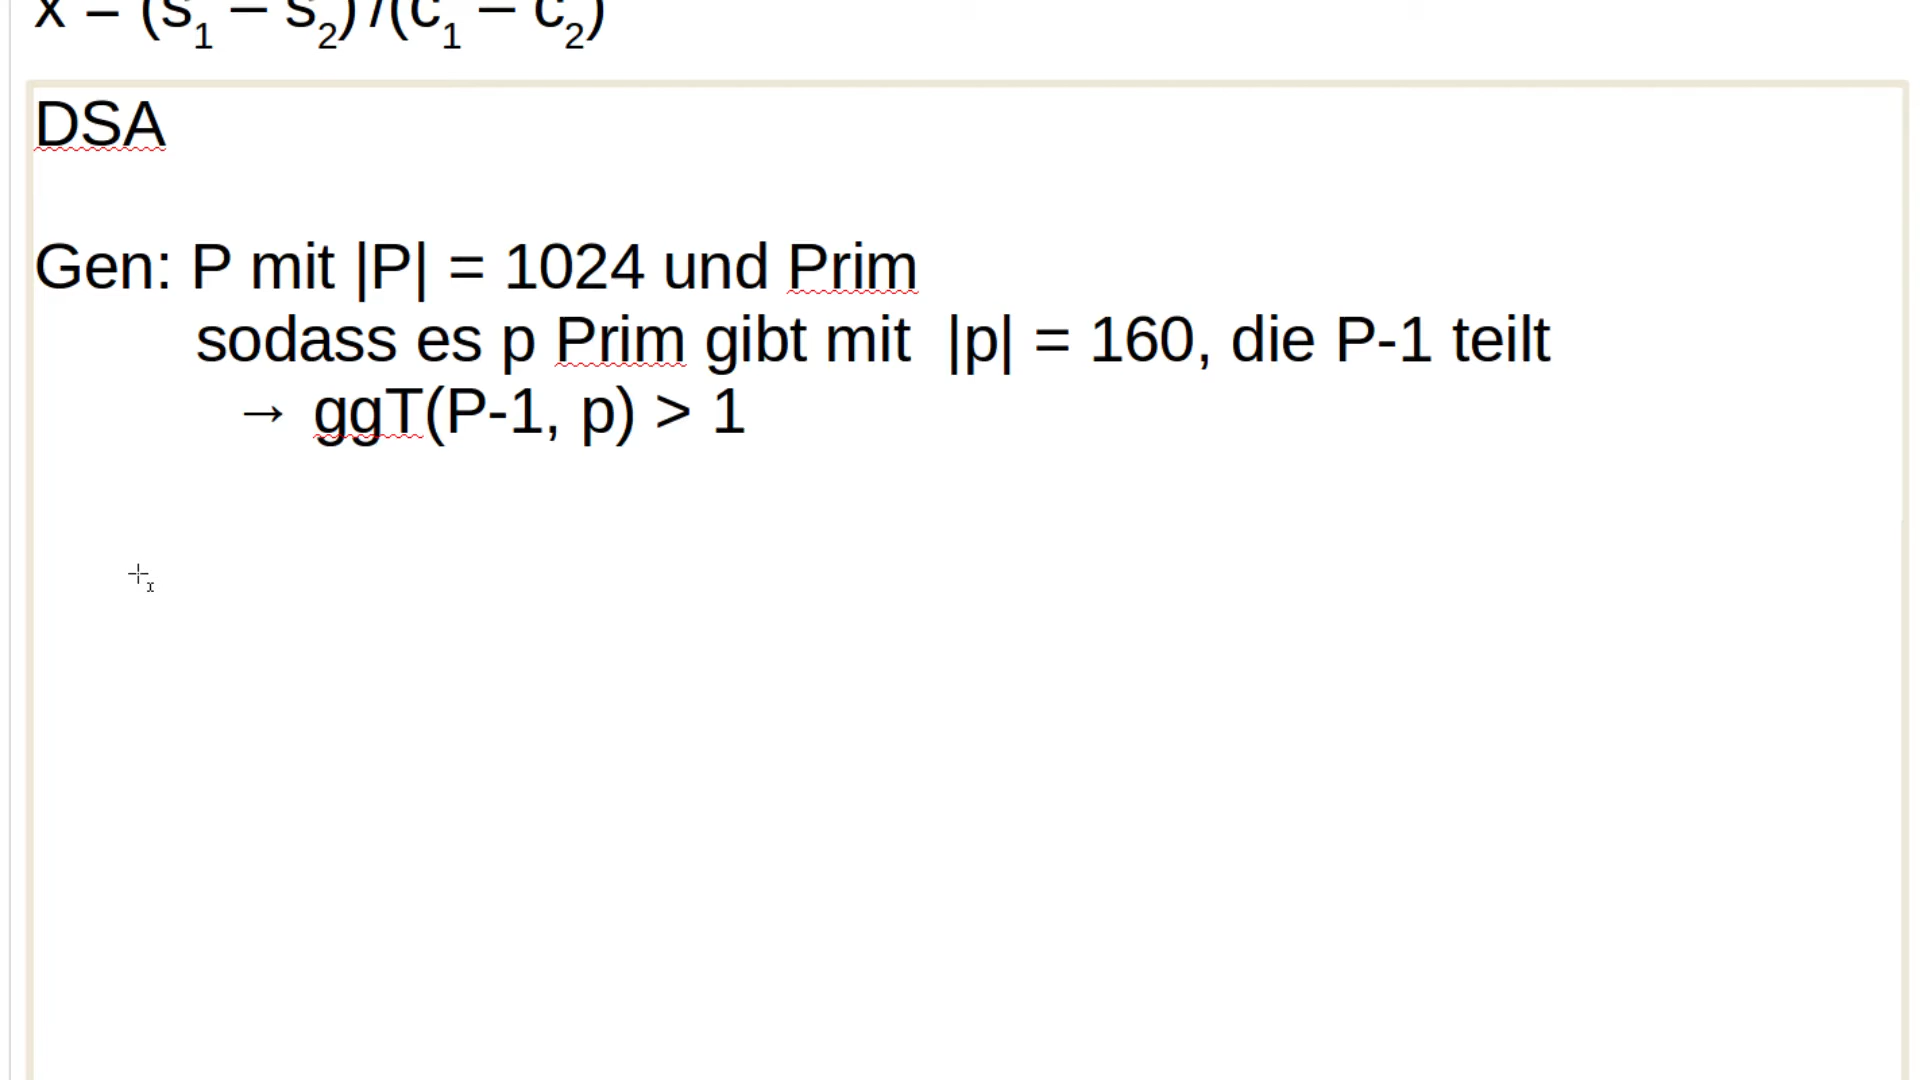 x = (s₁ – s₂) /(c₁ – c₂)
DSA
Gen: P mit |P| = 1024 und Prim
sodass es p Prim gibt mit |p| = 160, die P-1 teilt
→ ggT(P-1, p) > 1